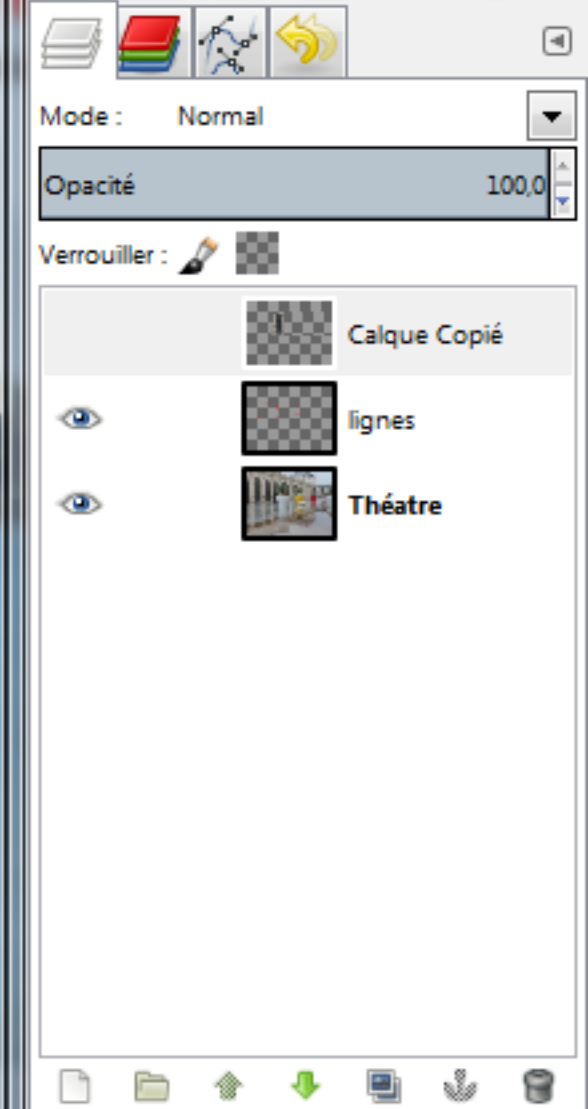 Mode : Normal
Opacité 100,0
Verrouiller :
Calque Copié
lignes
Théatre